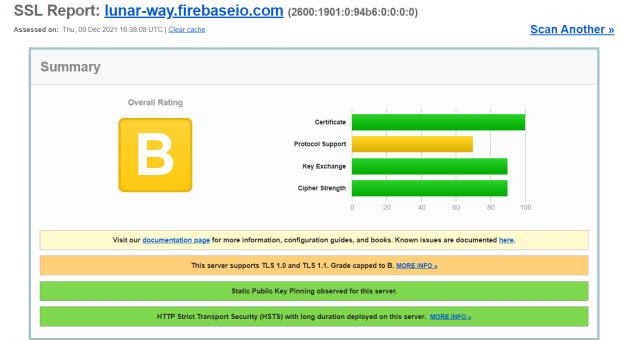 SSL Report: lunar-way.firebaseio.com (2600:1901:0:94b6:0:0:0:0)
Assessed on: Thu, 09 Dec 2021 16:38:08 UTC | Clear cache
Scan Another »
Summary
Overall Rating
B
Certificate
Protocol Support
Key Exchange
Cipher Strength
0 20 40 60 80 100
Visit our documentation page for more information, configuration guides, and books. Known issues are documented here.
This server supports TLS 1.0 and TLS 1.1. Grade capped to B. MORE INFO »
Static Public Key Pinning observed for this server.
HTTP Strict Transport Security (HSTS) with long duration deployed on this server. MORE INFO »